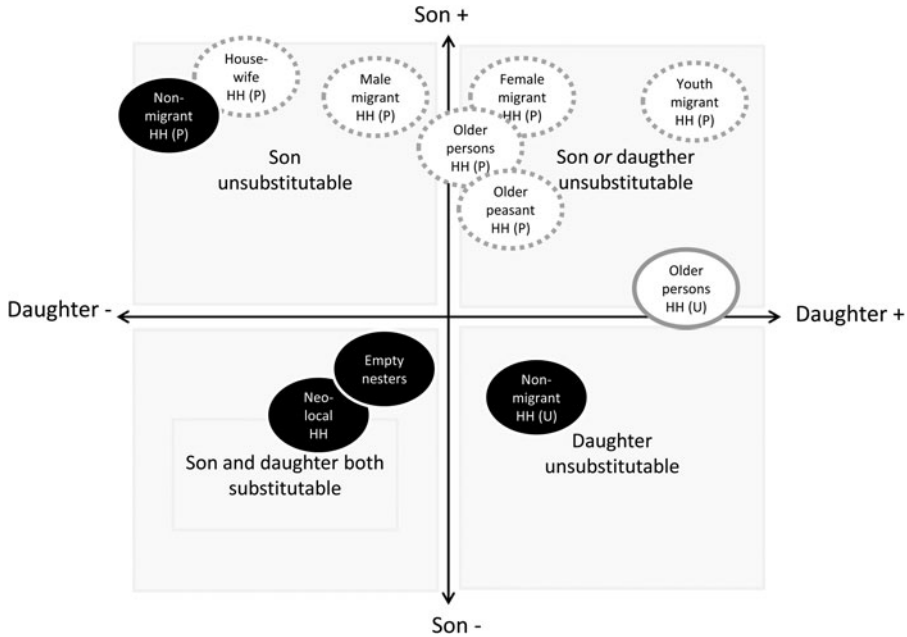 Son +
House-
wife
HH (P)
Non-
migrant
HH (P)
Male
migrant
HH (P)
Female
migrant
HH (P)
Youth
migrant
HH (P)
Older
persons
HH (P)
Son
unsubstitutable
Son or daugther
unsubstitutable
Older
peasant
HH (P)
Older
persons
HH (U)
Daughter -
Daughter +
Empty
nesters
Neo-
local
HH
Non-
migrant
HH (U)
Son and daughter both
substitutable
Daughter
unsubstitutable
Son -